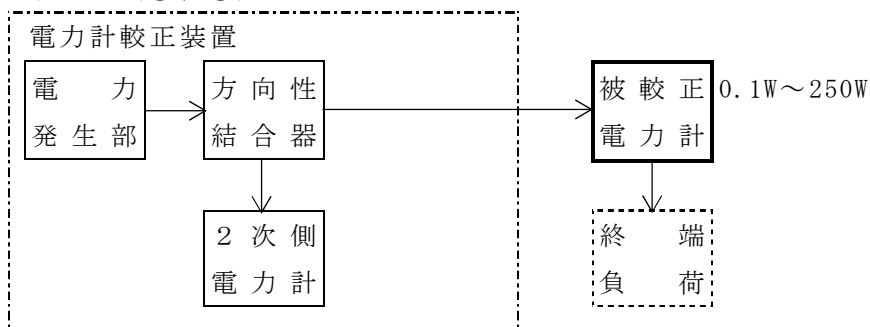 電力計較正装置
電力
発生部
方向性
結合器
被較正
電力計
0.1W～250W
2次側
電力計
終端
負荷